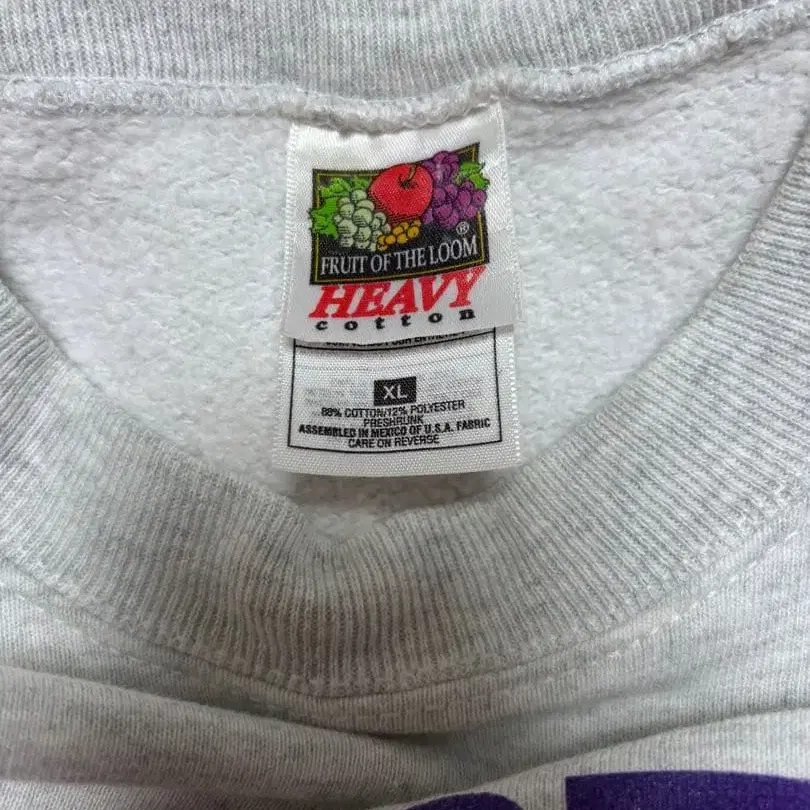 ®
FRUIT OF THE LOOM
HEAVY
cotton
XL
88% COTTON/12% POLYESTER
PRESHRUNK
ASSEMBLED IN MEXICO OF U.S.A. FABRIC
CARE ON REVERSE